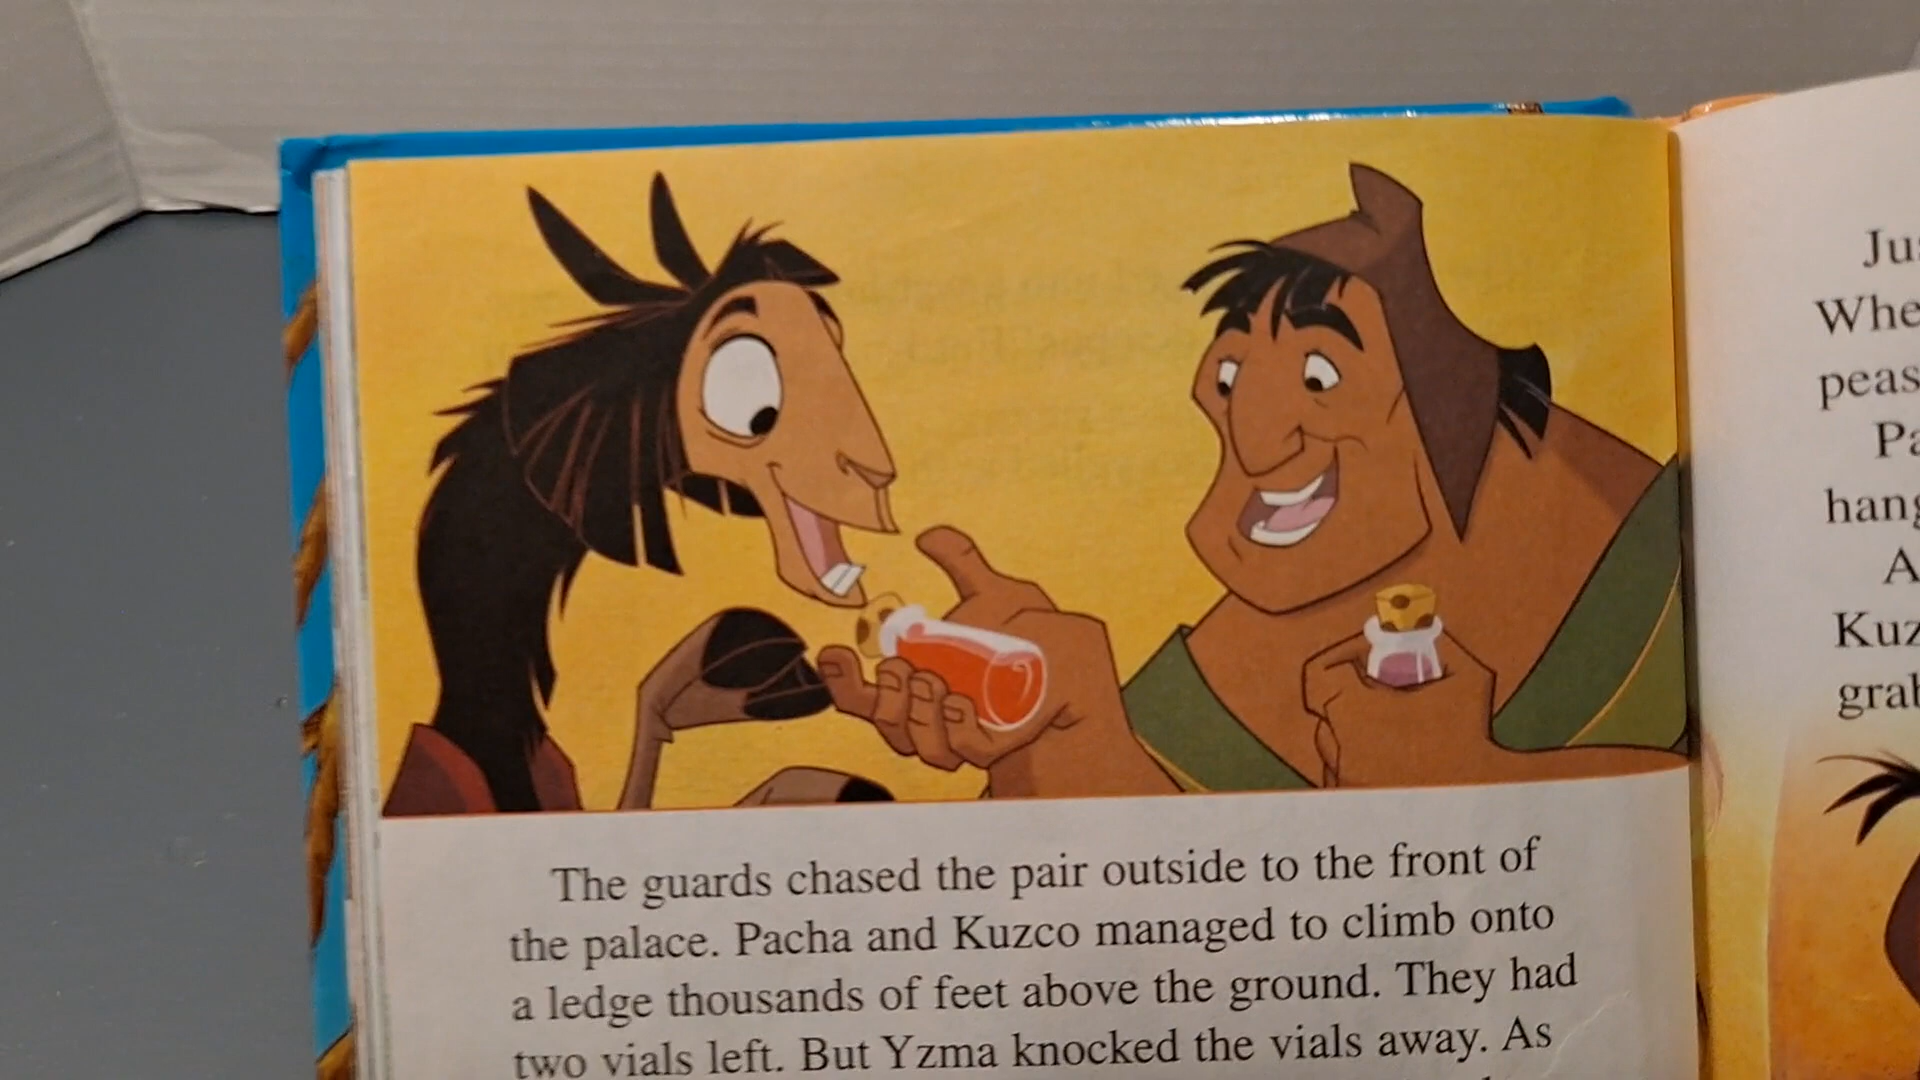 The guards chased the pair outside to the front of
the palace. Pacha and Kuzco managed to climb onto
a ledge thousands of feet above the ground. They had
two vials left. But Yzma knocked the vials away. As